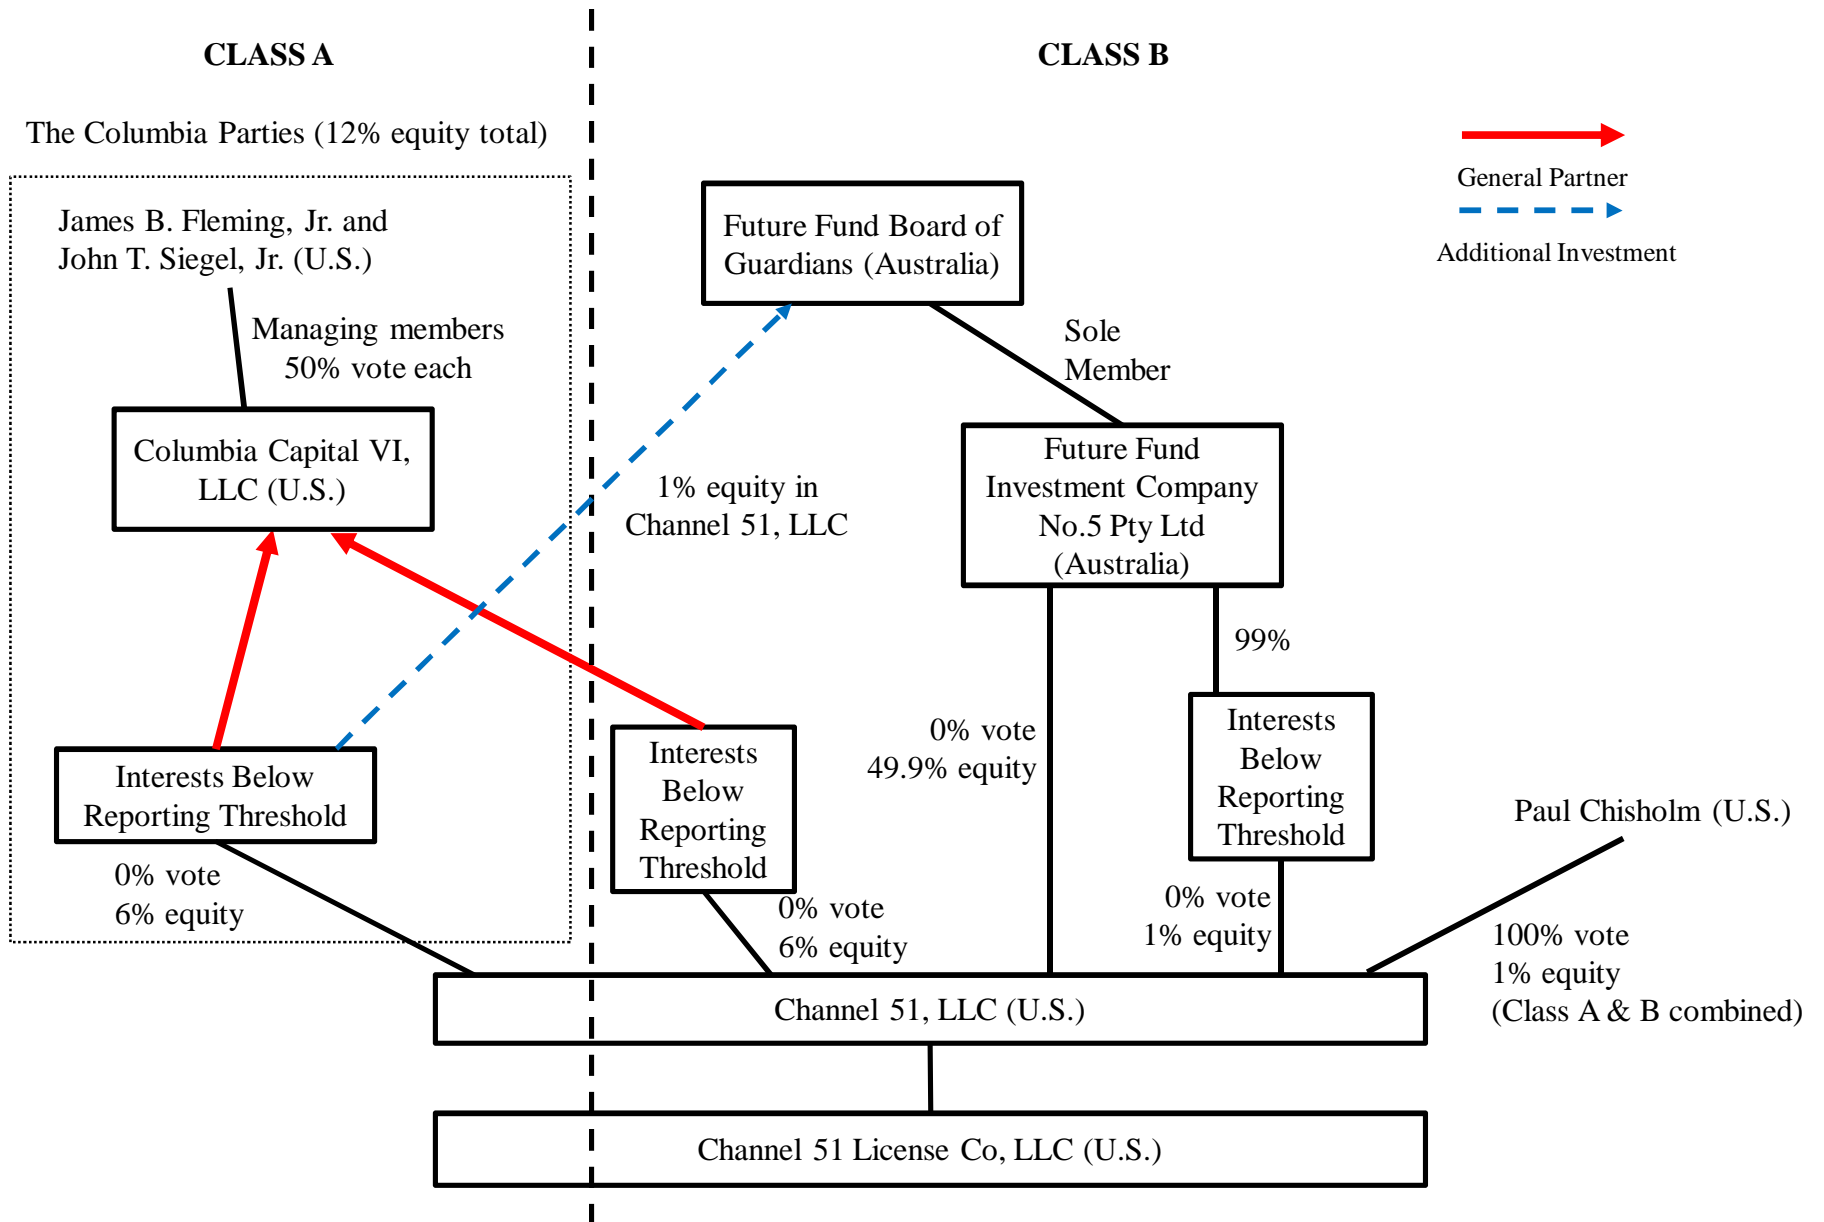 CLASS A
CLASS B
The Columbia Parties (12% equity total)
General Partner
Additional Investment
James B. Fleming, Jr. and
John T. Siegel, Jr. (U.S.)
Managing members
50% vote each
Columbia Capital VI,
LLC (U.S.)
Future Fund Board of
Guardians (Australia)
Sole
Member
1% equity in
Channel 51, LLC
Future Fund
Investment Company
No.5 Pty Ltd
(Australia)
99%
Interests Below
Reporting Threshold
0% vote
6% equity
Interests
Below
Reporting
Threshold
0% vote
6% equity
0% vote
49.9% equity
Interests
Below
Reporting
Threshold
0% vote
1% equity
Paul Chisholm (U.S.)
100% vote
1% equity
(Class A & B combined)
Channel 51, LLC (U.S.)
Channel 51 License Co, LLC (U.S.)